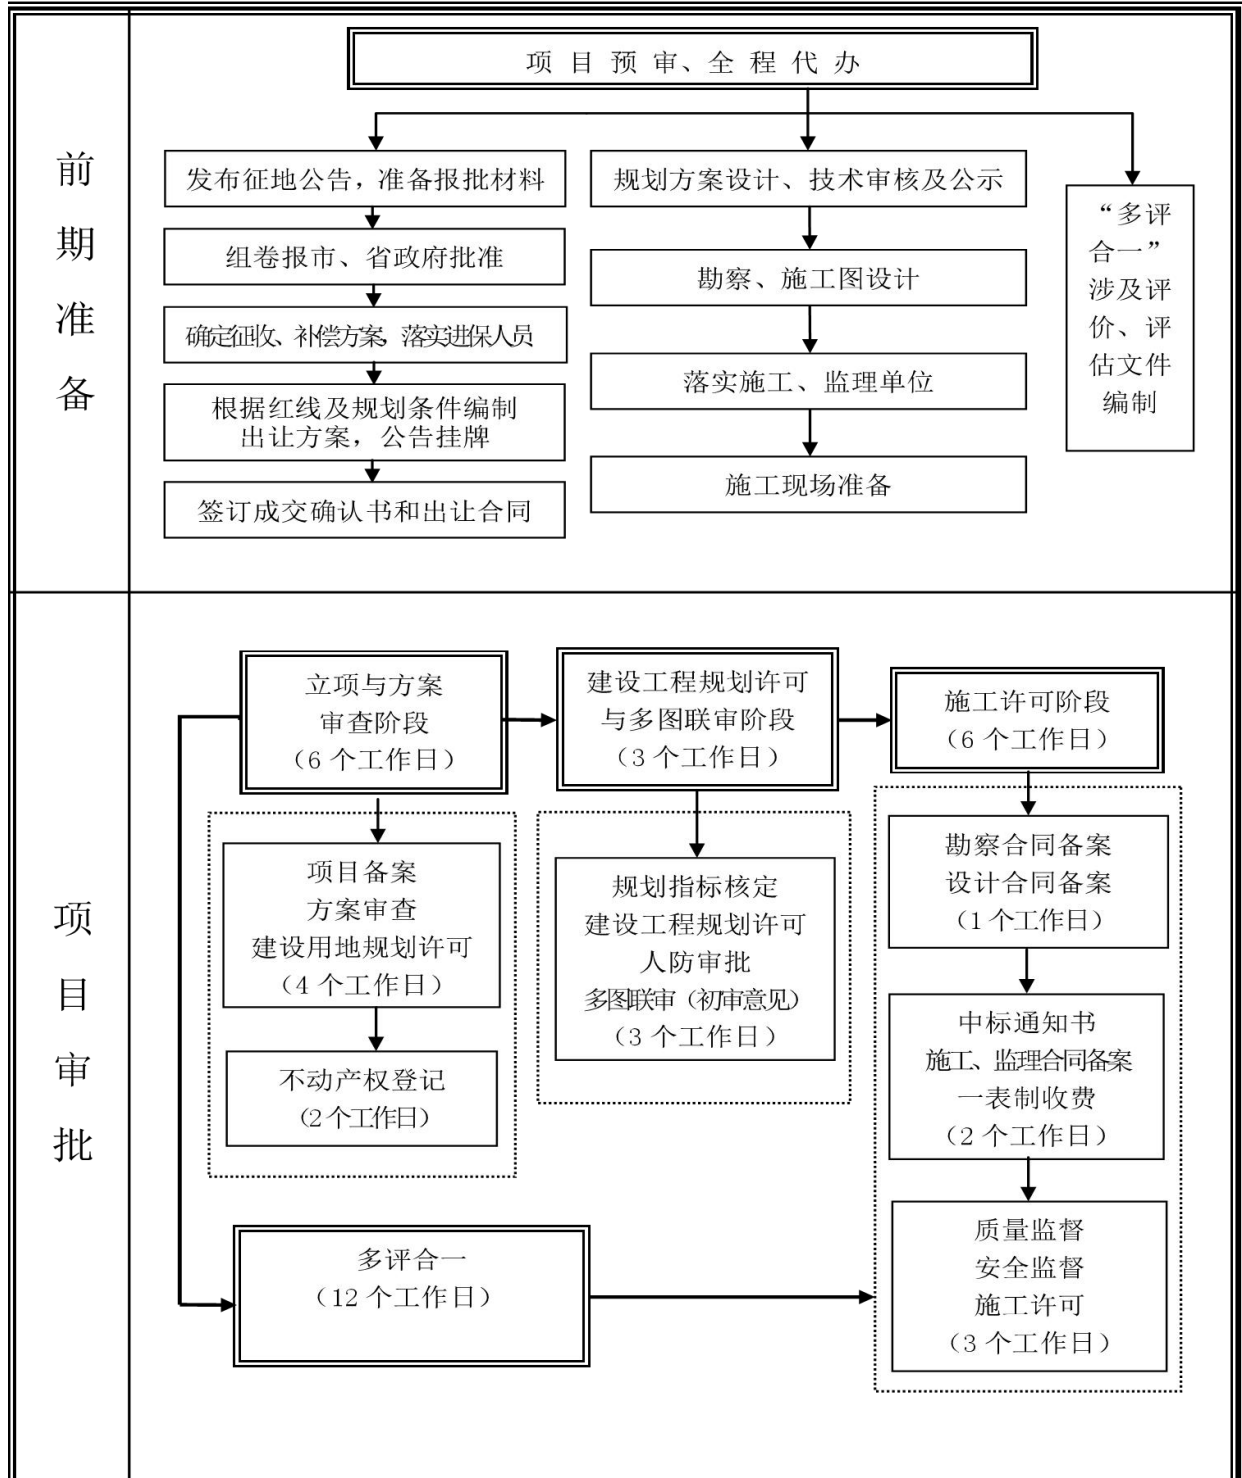 前期准备
项目预审、全程代办
发布征地公告，准备报批材料
组卷报市、省政府批准
确定征收、补偿方案，落实进保人员
根据红线及规划条件编制
出让方案，公告挂牌
签订成交确认书和出让合同
规划方案设计、技术审核及公示
勘察、施工图设计
落实施工、监理单位
施工现场准备
“多评
合一”
涉及评
价、评
估文件
编制
项目审批
立项与方案
审查阶段
（6个工作日）
建设工程规划许可
与多图联审阶段
（3个工作日）
施工许可阶段
（6个工作日）
项目备案
方案审查
建设用地规划许可
（4个工作日）
不动产权登记
（2个工作日）
规划指标核定
建设工程规划许可
人防审批
多图联审（初审意见）
（3个工作日）
勘察合同备案
设计合同备案
（1个工作日）
中标通知书
施工、监理合同备案
一表制收费
（2个工作日）
质量监督
安全监督
施工许可
（3个工作日）
多评合一
（12个工作日）